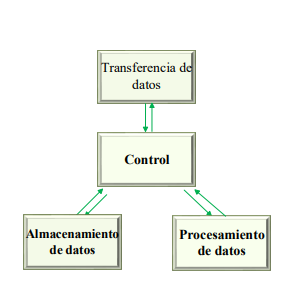 Transferencia de
datos
Control
Almacenamiento
de datos
Procesamiento
de datos